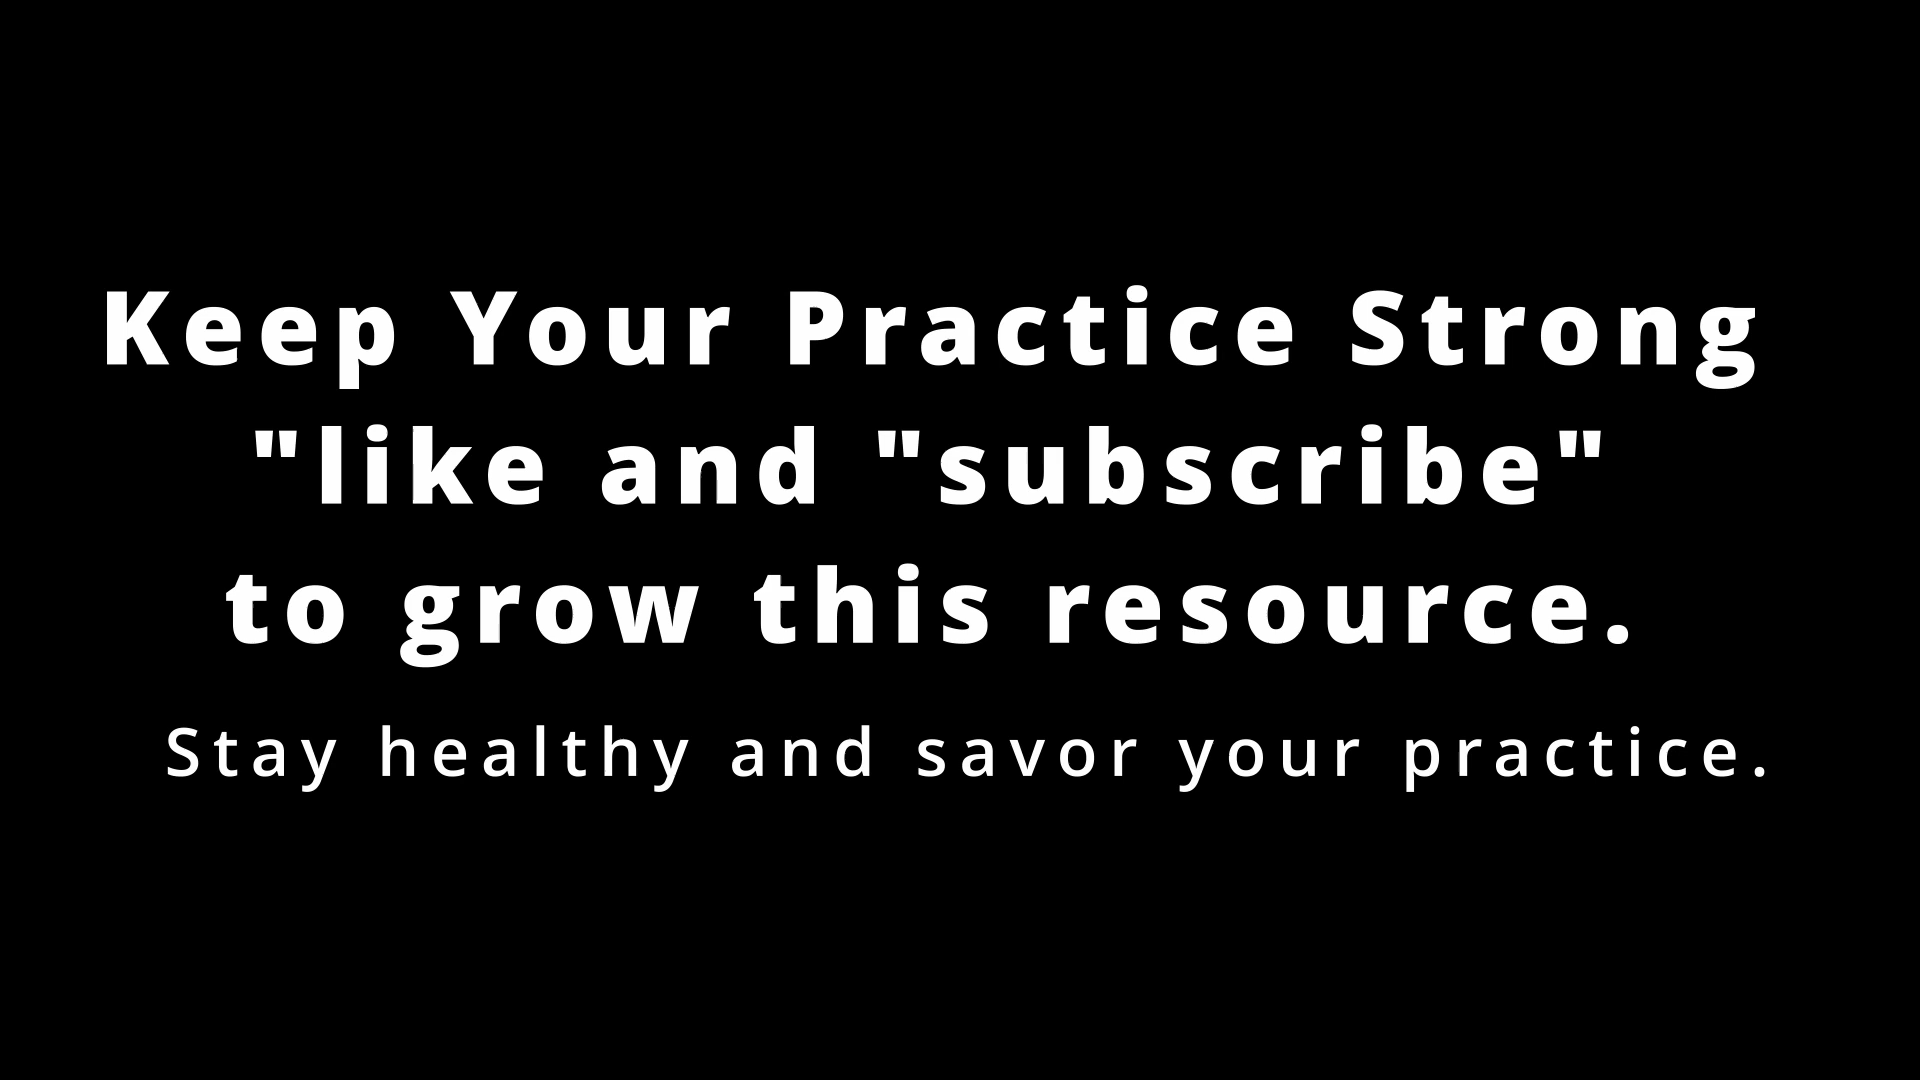 Keep Your Practice Strong
"like and "subscribe"
to grow this resource.
Stay healthy and savor your practice.